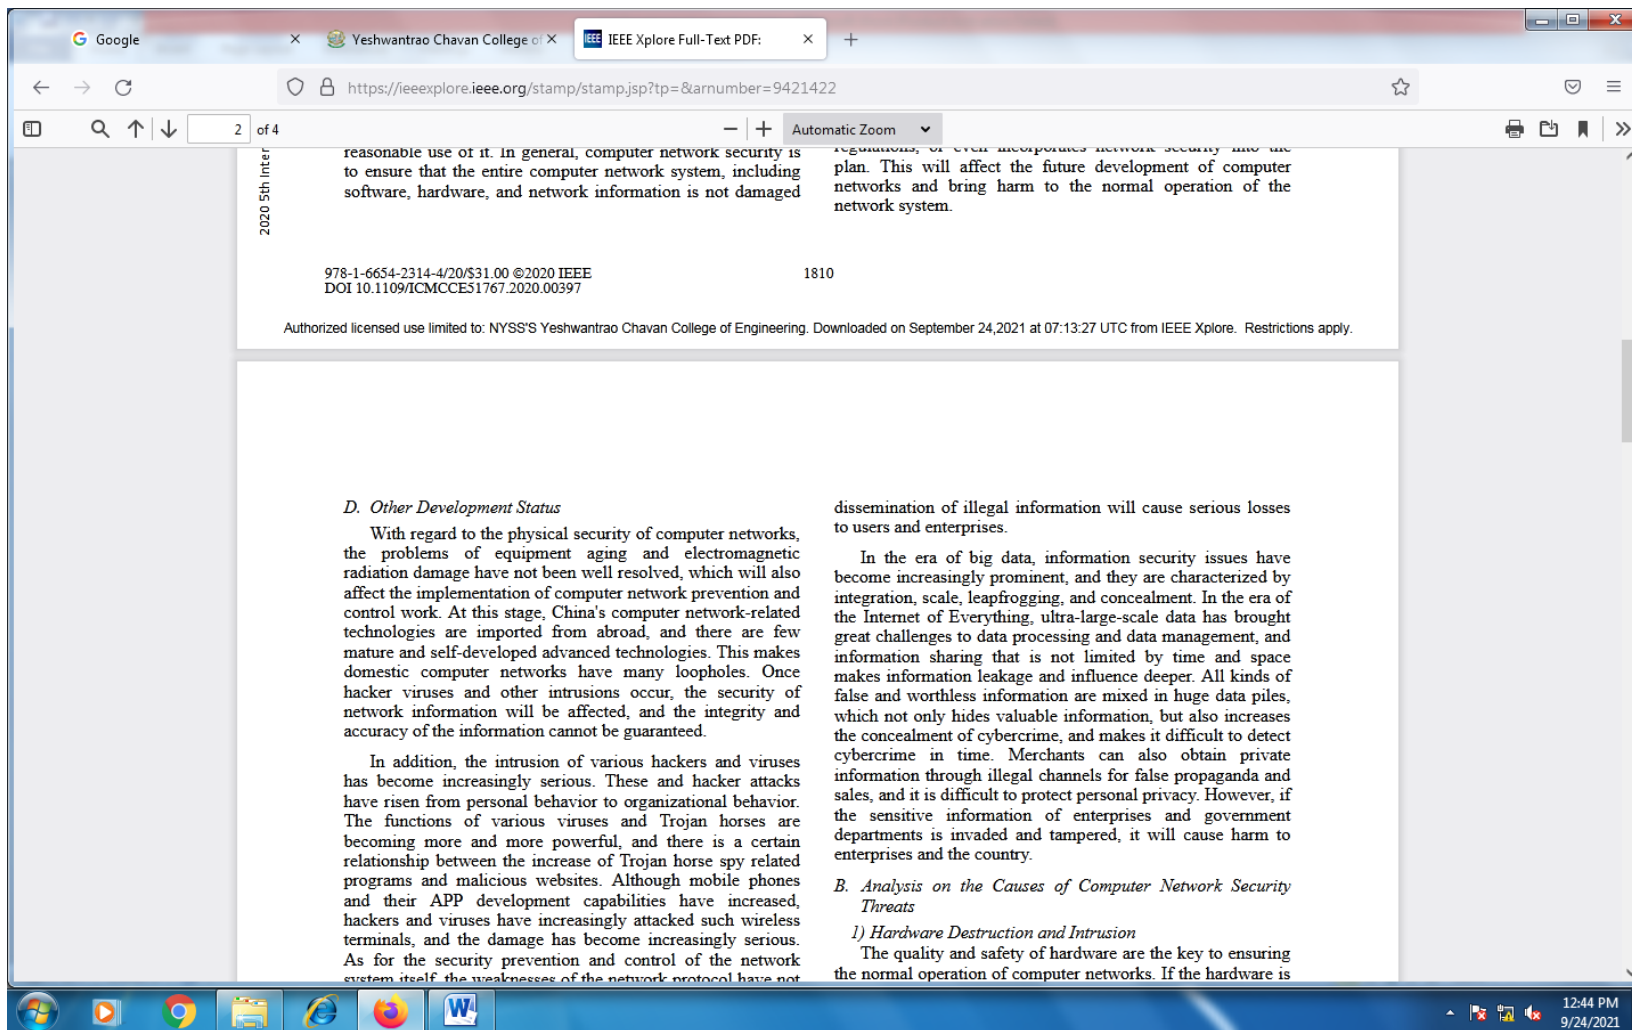 Google
Yeshwantrao Chavan College of
IEEE IEEE Xplore Full-Text PDF:
https://ieeexplore.ieee.org/stamp/stamp.jsp?tp=&arnumber=9421422
2 of 4
Automatic Zoom
2020 5th Inter
reasonable use of it. In general, computer network security is
to ensure that the entire computer network system, including
software, hardware, and network information is not damaged
regulations, or even incorporates network security into the
plan. This will affect the future development of computer
networks and bring harm to the normal operation of the
network system.
978-1-6654-2314-4/20/$31.00 ©2020 IEEE
DOI 10.1109/ICMCCE51767.2020.00397
1810
Authorized licensed use limited to: NYSS'S Yeshwantrao Chavan College of Engineering. Downloaded on September 24,2021 at 07:13:27 UTC from IEEE Xplore. Restrictions apply.
D. Other Development Status
With regard to the physical security of computer networks,
the problems of equipment aging and electromagnetic
radiation damage have not been well resolved, which will also
affect the implementation of computer network prevention and
control work. At this stage, China's computer network-related
technologies are imported from abroad, and there are few
mature and self-developed advanced technologies. This makes
domestic computer networks have many loopholes. Once
hacker viruses and other intrusions occur, the security of
network information will be affected, and the integrity and
accuracy of the information cannot be guaranteed.
In addition, the intrusion of various hackers and viruses
has become increasingly serious. These and hacker attacks
have risen from personal behavior to organizational behavior.
The functions of various viruses and Trojan horses are
becoming more and more powerful, and there is a certain
relationship between the increase of Trojan horse spy related
programs and malicious websites. Although mobile phones
and their APP development capabilities have increased,
hackers and viruses have increasingly attacked such wireless
terminals, and the damage has become increasingly serious.
As for the security prevention and control of the network
system itself, the weaknesses of the network protocol have not
dissemination of illegal information will cause serious losses
to users and enterprises.
In the era of big data, information security issues have
become increasingly prominent, and they are characterized by
integration, scale, leapfrogging, and concealment. In the era of
the Internet of Everything, ultra-large-scale data has brought
great challenges to data processing and data management, and
information sharing that is not limited by time and space
makes information leakage and influence deeper. All kinds of
false and worthless information are mixed in huge data piles,
which not only hides valuable information, but also increases
the concealment of cybercrime, and makes it difficult to detect
cybercrime in time. Merchants can also obtain private
information through illegal channels for false propaganda and
sales, and it is difficult to protect personal privacy. However, if
the sensitive information of enterprises and government
departments is invaded and tampered, it will cause harm to
enterprises and the country.
B. Analysis on the Causes of Computer Network Security
Threats
1) Hardware Destruction and Intrusion
The quality and safety of hardware are the key to ensuring
the normal operation of computer networks. If the hardware is
12:44 PM
9/24/2021